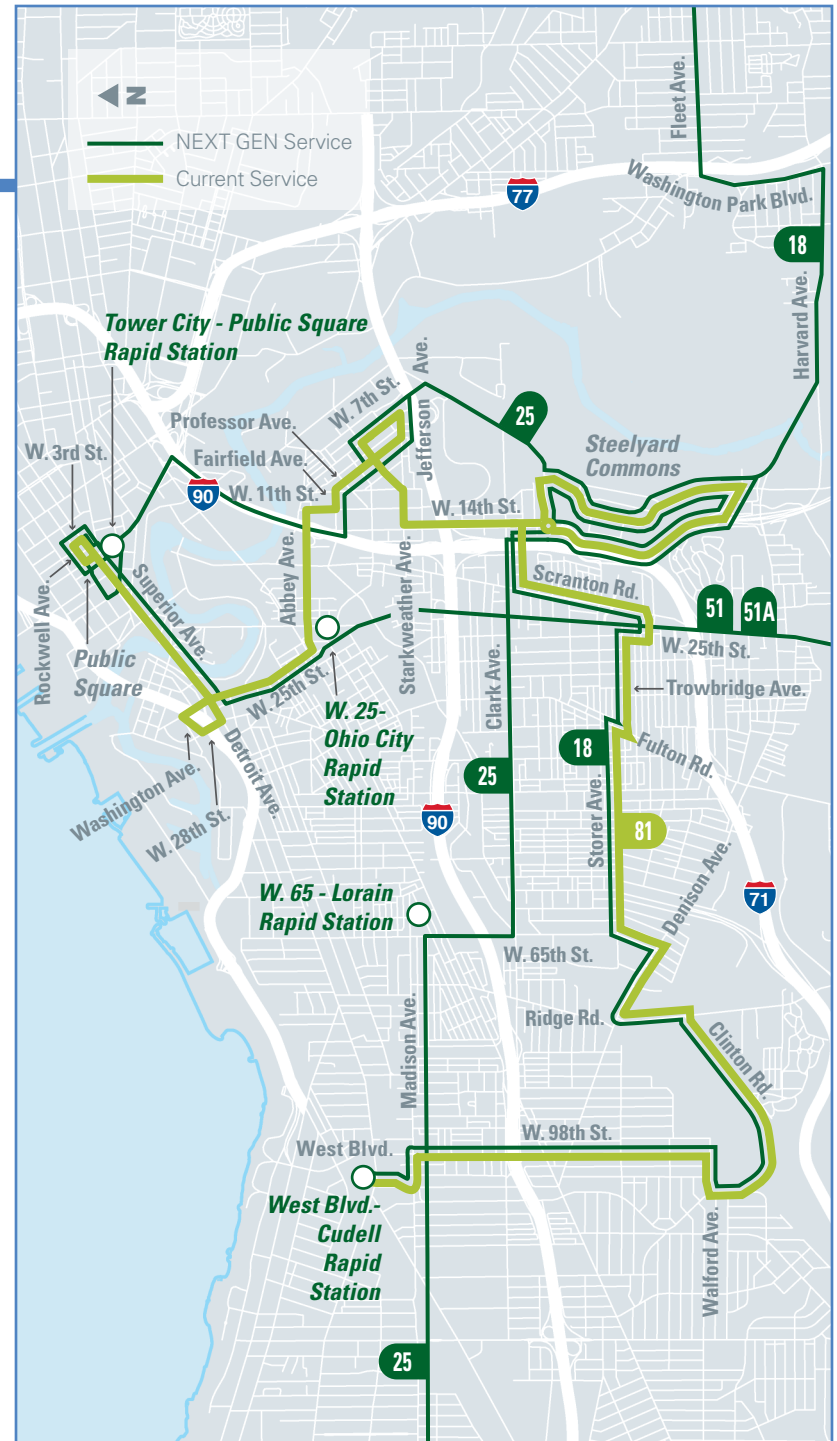 N
NEXT GEN Service
Current Service
Fleet Ave.
Washington Park Blvd.
77
18
Harvard Ave.
Tower City - Public Square
Rapid Station
W. 7th St.
Ave.
Jefferson
Professor Ave.
Fairfield Ave.
W. 11th St.
W. 3rd St.
90
25
Steelyard
Commons
W. 14th St.
Abbey Ave.
Superior Ave.
Rockwell Ave.
Public
Square
Starkweather Ave.
Scranton Rd.
51
51A
W. 25th St.
W. 25th St.
Trowbridge Ave.
Clark Ave.
W. 25-
Ohio City
Rapid
Station
Washington Ave.
W. 28th St.
Detroit Ave.
25
18
Fulton Rd.
Storer Ave.
81
90
Denison Ave.
71
W. 65 - Lorain
Rapid Station
W. 65th St.
Madison Ave.
Ridge Rd.
Clinton Rd.
W. 98th St.
West Blvd.
West Blvd.-
Cudell
Rapid
Station
Walford Ave.
25